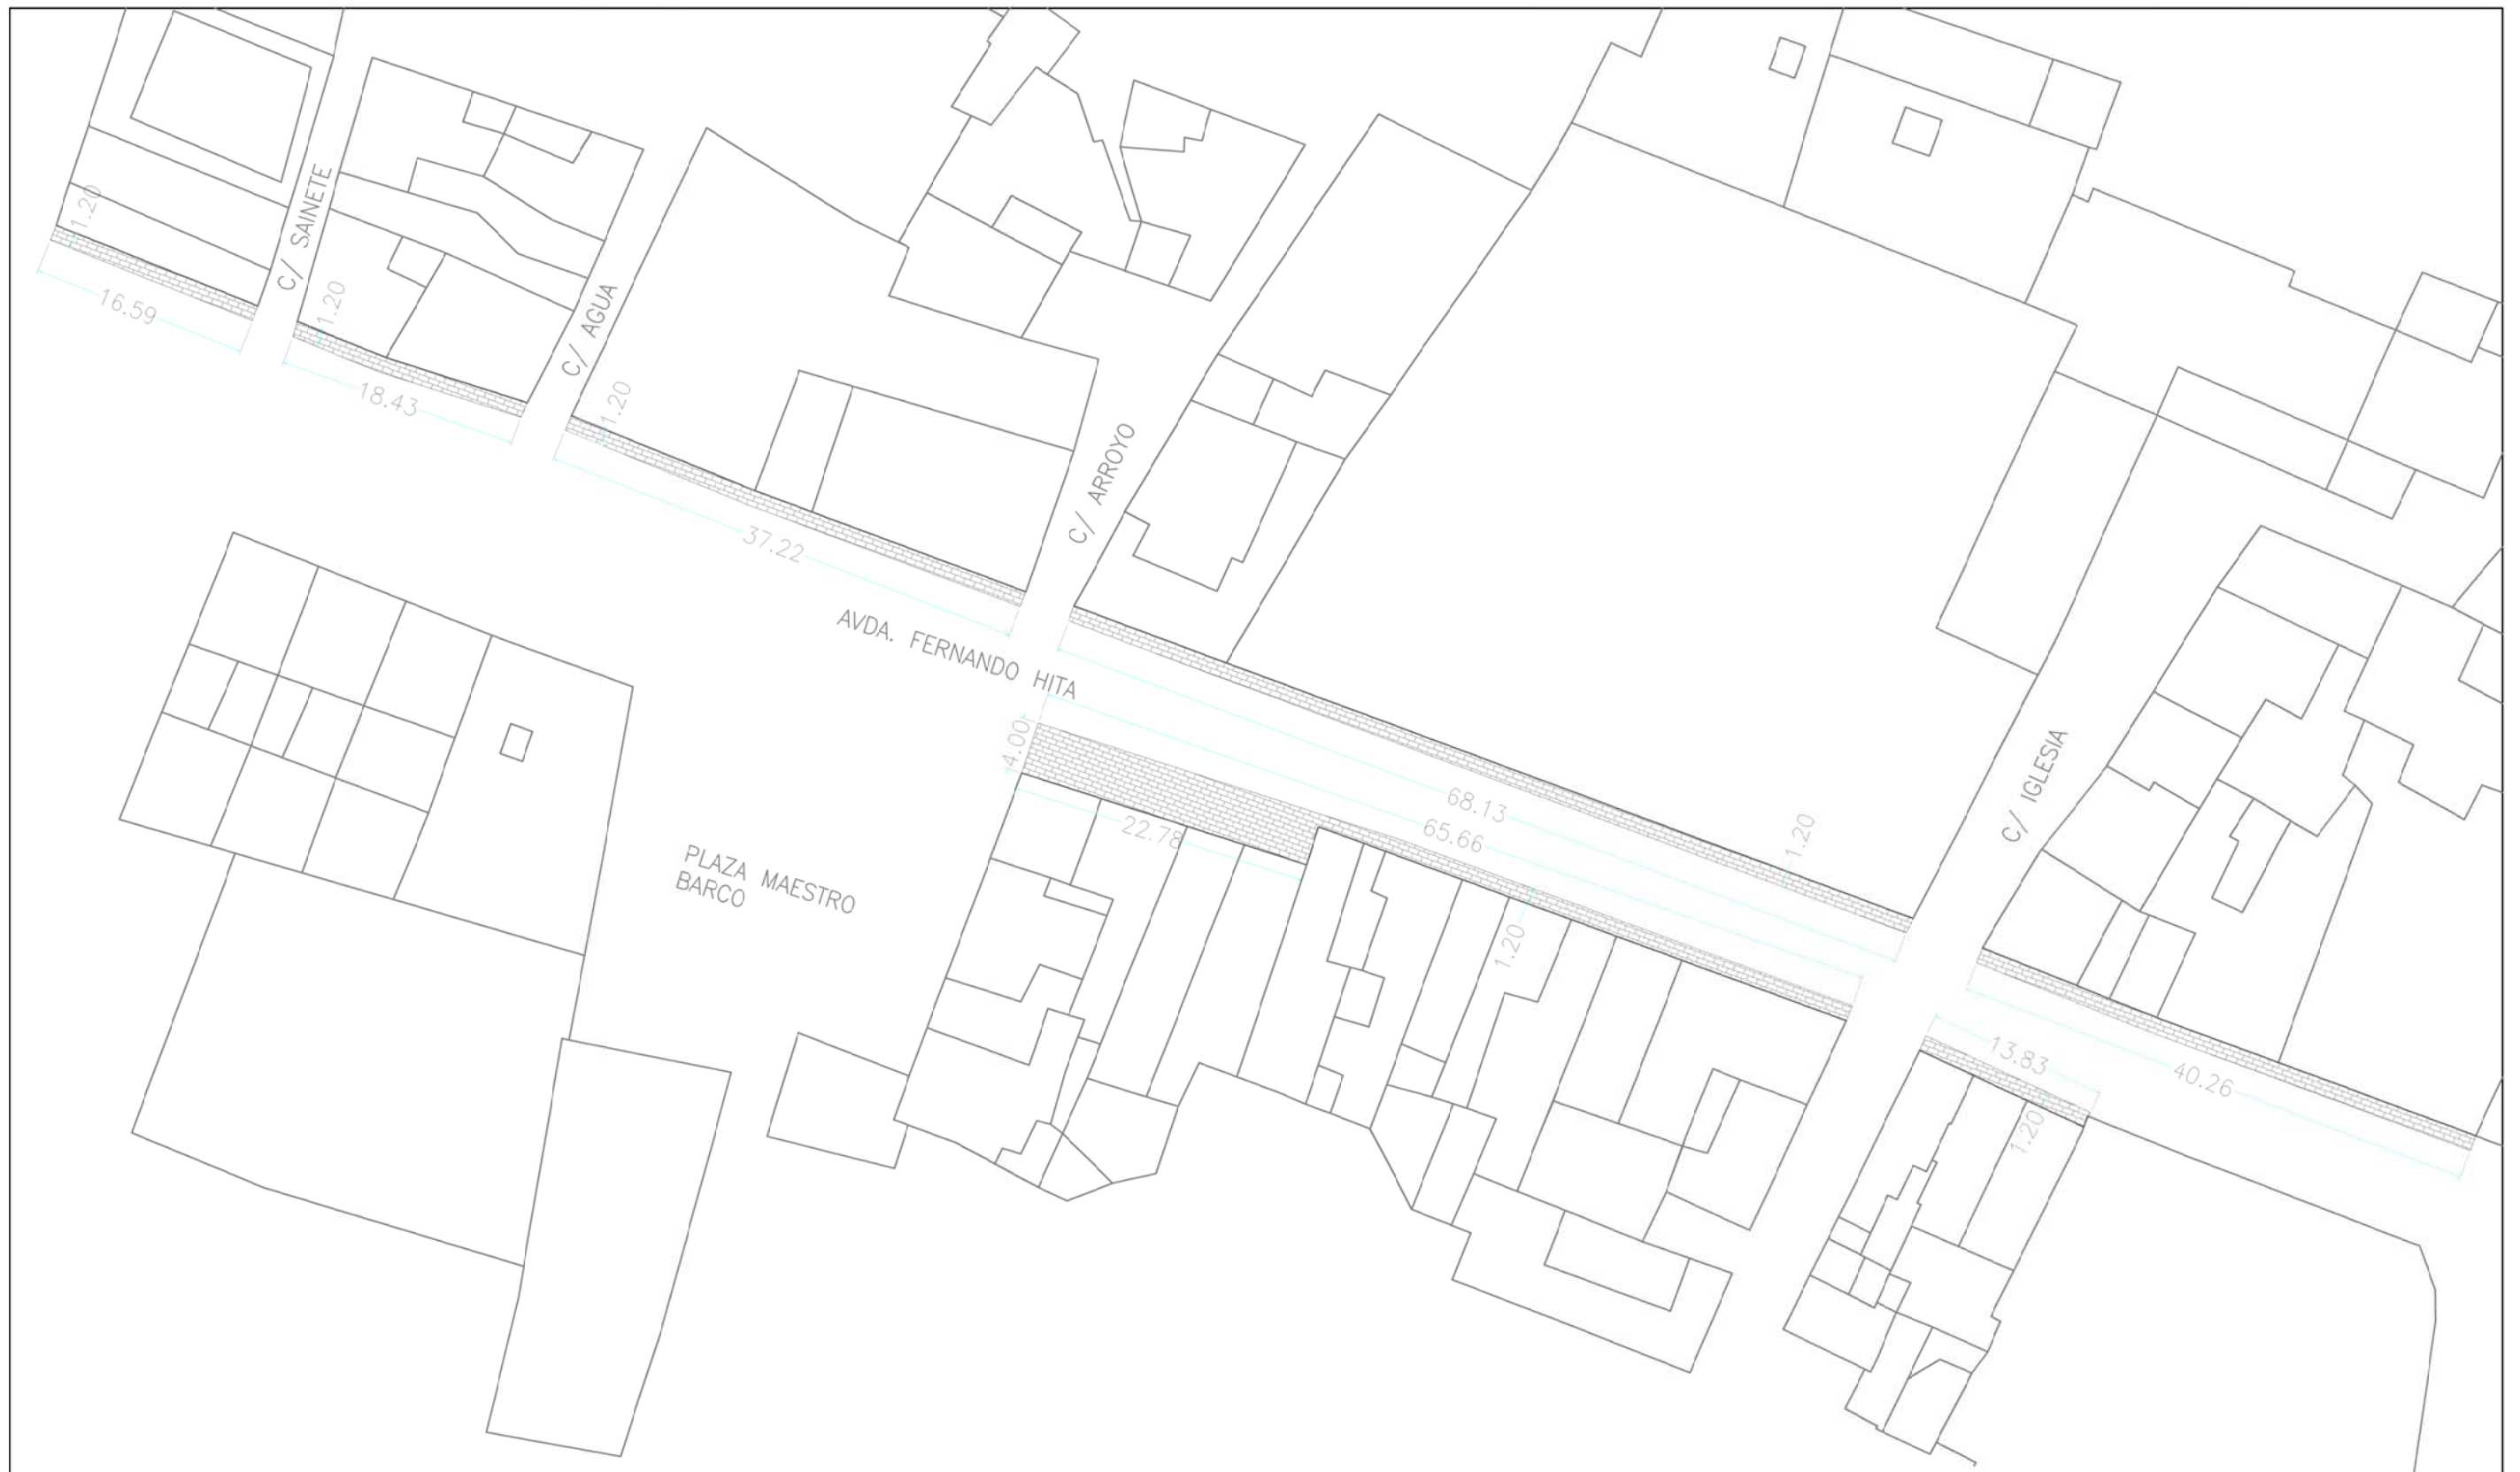 1.20
C/ SAINETE
16.59
1.20
C/ AGUA
18.43
1.20
37.22
C/ ARROYO
AVDA. FERNANDO HITA
4.00
68.13
65.66
22.78
1.20
1.20
C/ IGLESIA
PLAZA MAESTRO
BARCO
13.83
40.26
1.20